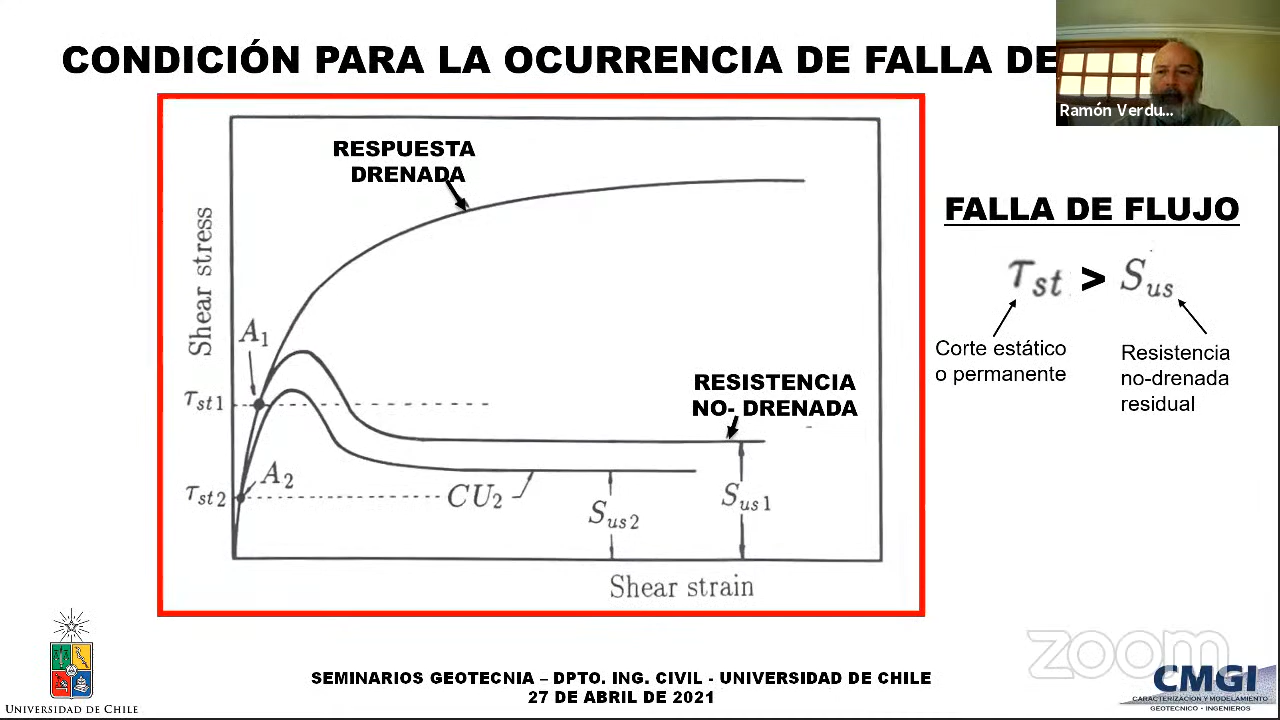 CONDICIÓN PARA LA OCURRENCIA DE FALLA DE
Ramón Verdu...
RESPUESTA
DRENADA
Shear stress
A₁
τst1
A₂
τst2
CU₂
RESISTENCIA
NO- DRENADA
Sus2
Sus1
Shear strain
FALLA DE FLUJO
τst > Sus
Corte estático
o permanente
Resistencia
no-drenada
residual
zoom
UNIVERSIDAD DE CHILE
SEMINARIOS GEOTECNIA – DPTO. ING. CIVIL - UNIVERSIDAD DE CHILE
27 DE ABRIL DE 2021
CMGI
CARACTERIZACION Y MODELAMIENTO
GEOTECNICO - INGENIEROS